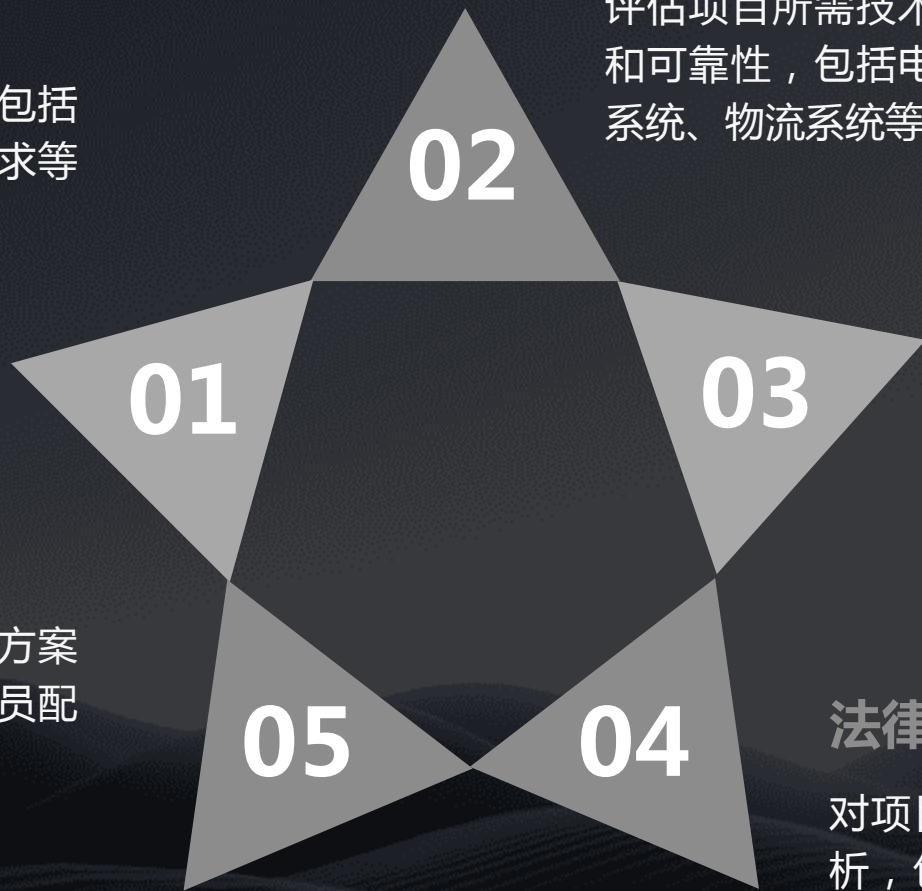 评估项目所需技术
和可靠性，包括电
系统、物流系统等
包括
求等
02
01
03
方案
员配
05
04
法律
对项目
析，包